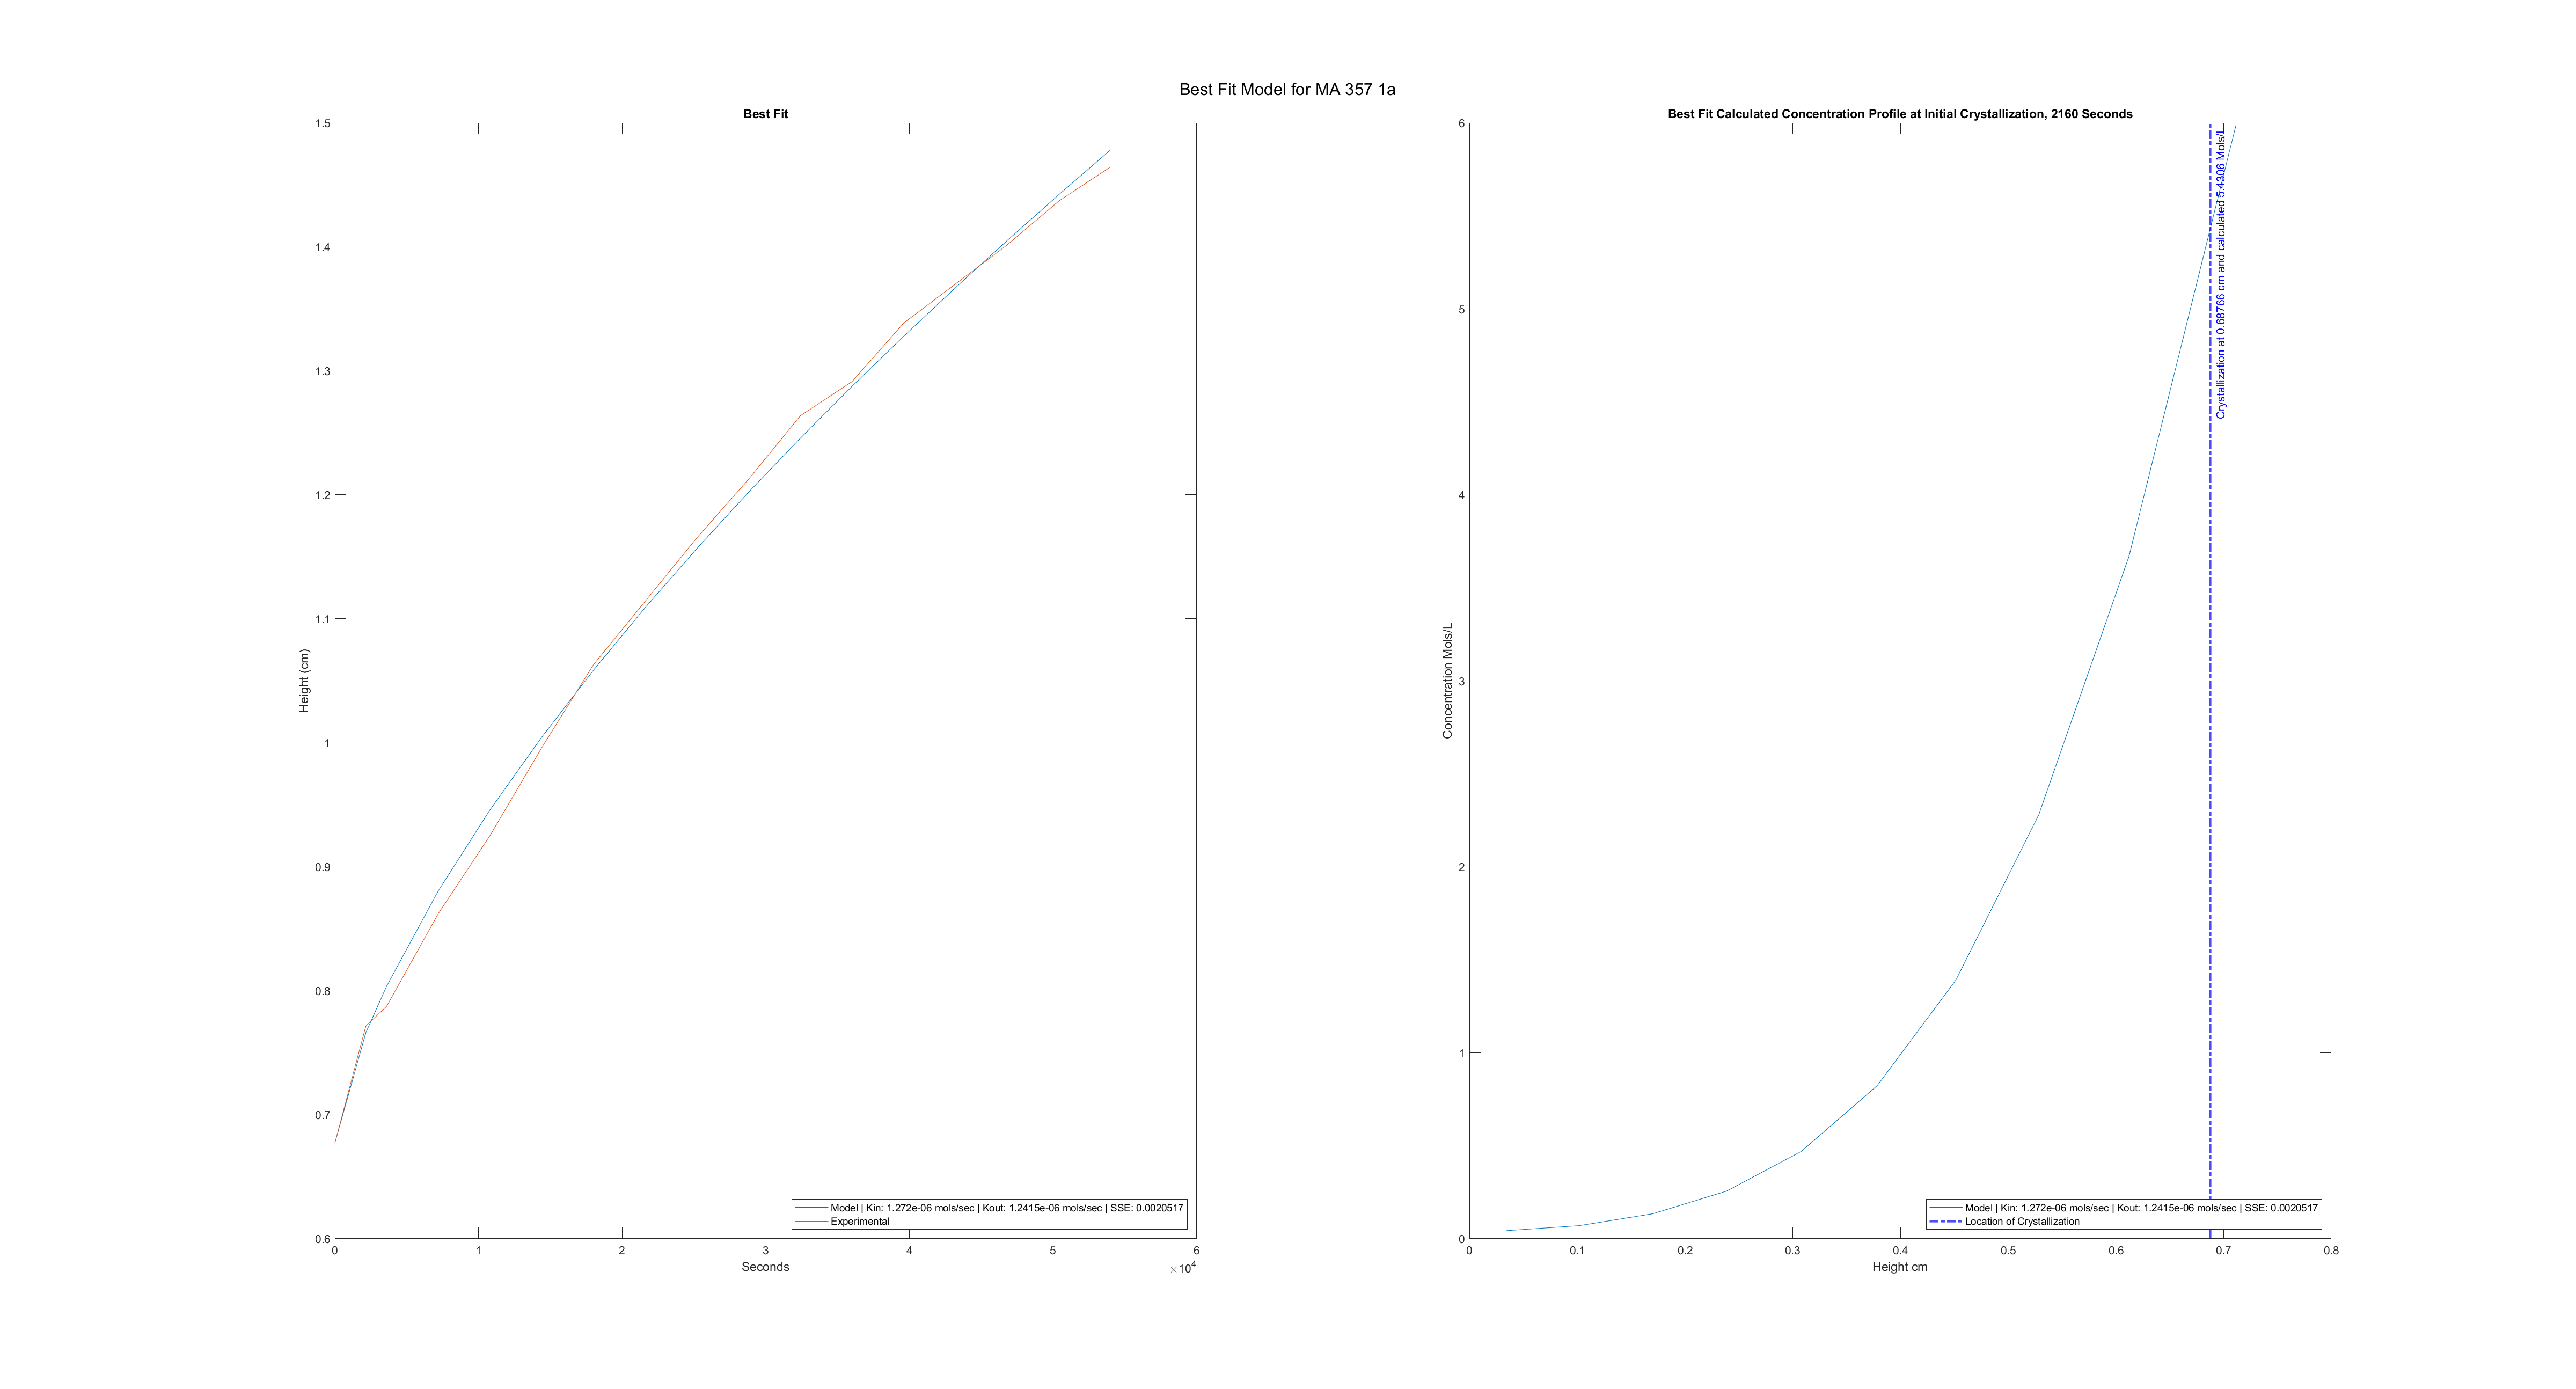 Best Fit Model for MA 357 1a
Best Fit
1.5
1.4
1.3
1.2
1.1
1
0.9
0.8
0.7
0.6
Height (cm)
0
1
2
3
4
5
6
Seconds
×10^4
Model | Kin: 1.272e-06 mols/sec | Kout: 1.2415e-06 mols/sec | SSE: 0.0020517
Experimental
Best Fit Calculated Concentration Profile at Initial Crystallization, 2160 Seconds
6
5
4
3
2
1
0
Concentration Mols/L
Crystallization at 0.68766 cm and calculated 5.4306 Mols/L
0
0.1
0.2
0.3
0.4
0.5
0.6
0.7
0.8
Height cm
Model | Kin: 1.272e-06 mols/sec | Kout: 1.2415e-06 mols/sec | SSE: 0.0020517
Location of Crystallization